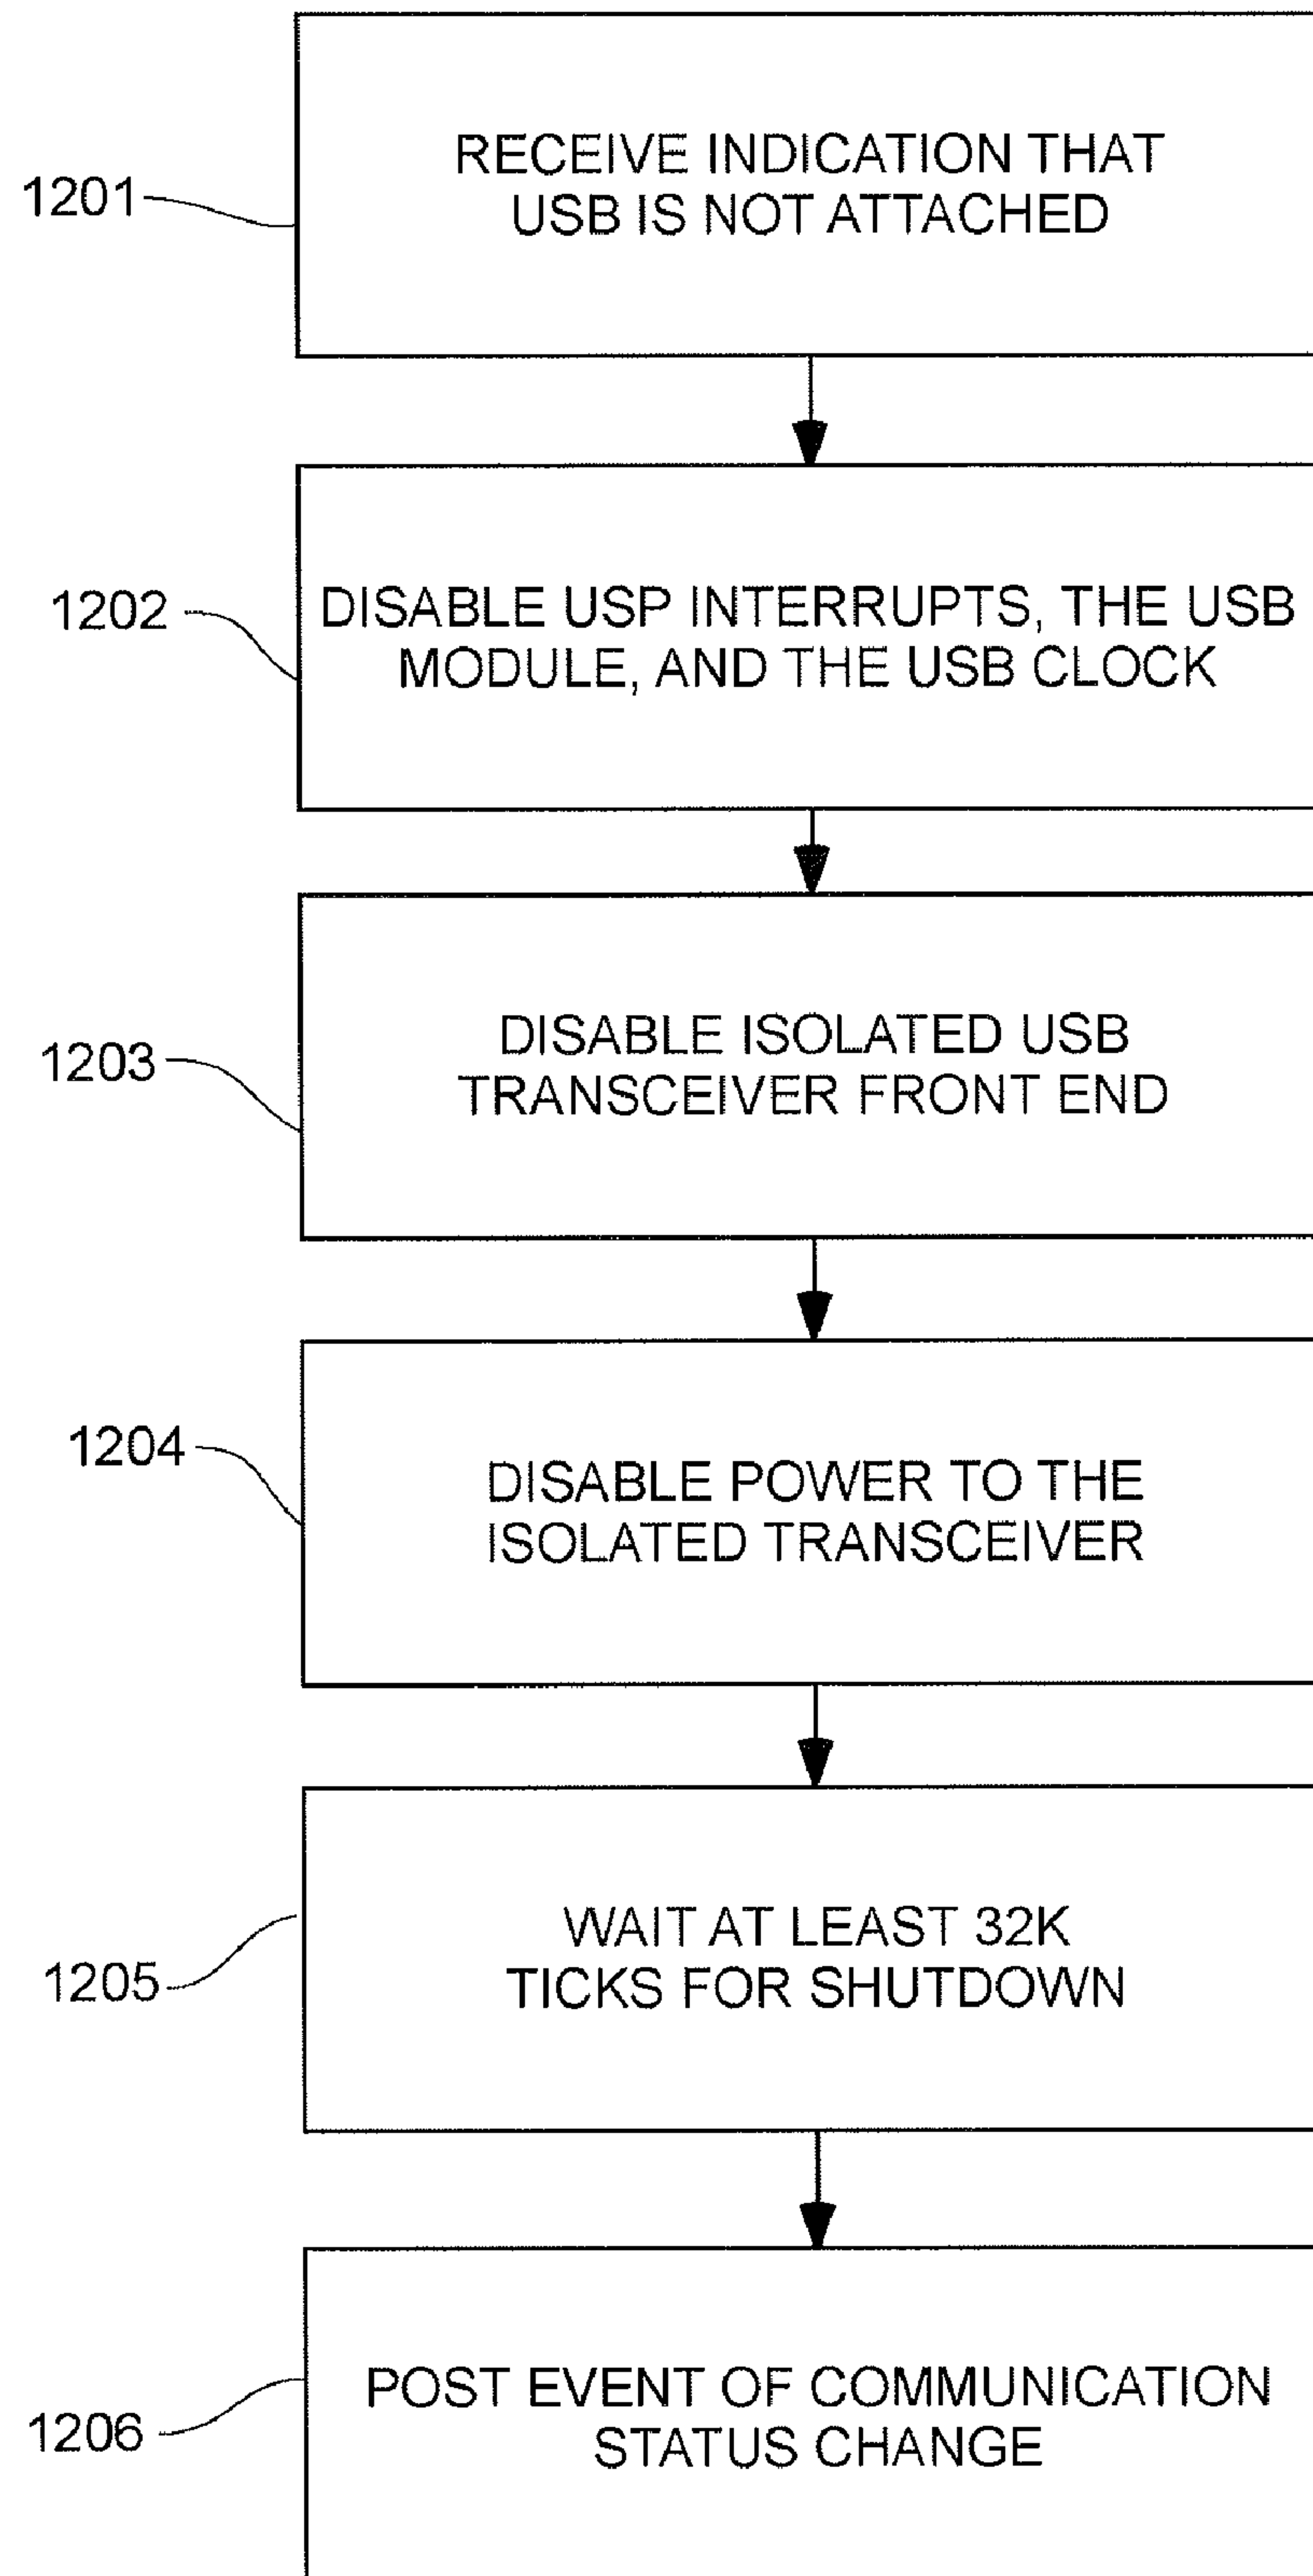 RECEIVE INDICATION THAT
USB IS NOT ATTACHED
1201
DISABLE USP INTERRUPTS, THE USB
MODULE, AND THE USB CLOCK
1202
DISABLE ISOLATED USB
TRANSCEIVER FRONT END
1203
DISABLE POWER TO THE
ISOLATED TRANSCEIVER
1204
WAIT AT LEAST 32K
TICKS FOR SHUTDOWN
1205
POST EVENT OF COMMUNICATION
STATUS CHANGE
1206